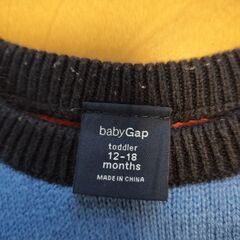 babyGap
toddler
12-18
months
MADE IN CHINA